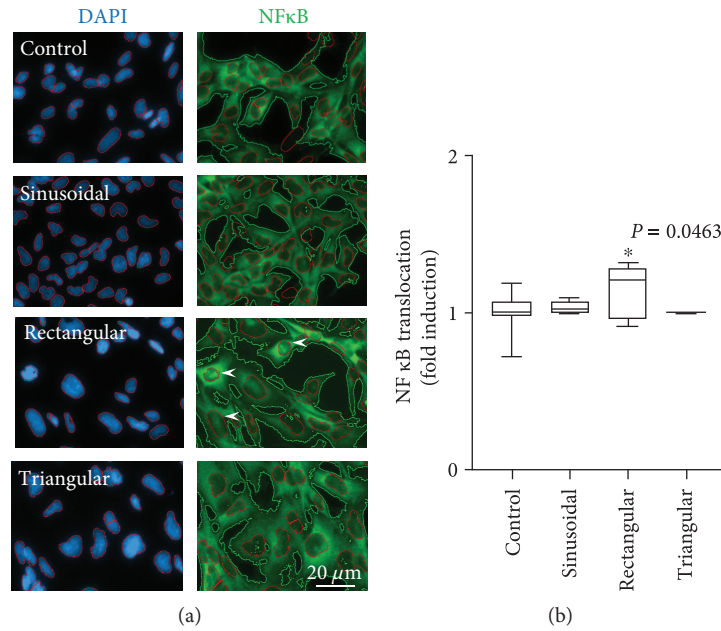 DAPI
NFκB
Control
Sinusoidal
Rectangular
Triangular
20 µm
(a)
NF κB translocation
(fold induction)
2
1
0
P = 0.0463
*
Control
Sinusoidal
Rectangular
Triangular
(b)